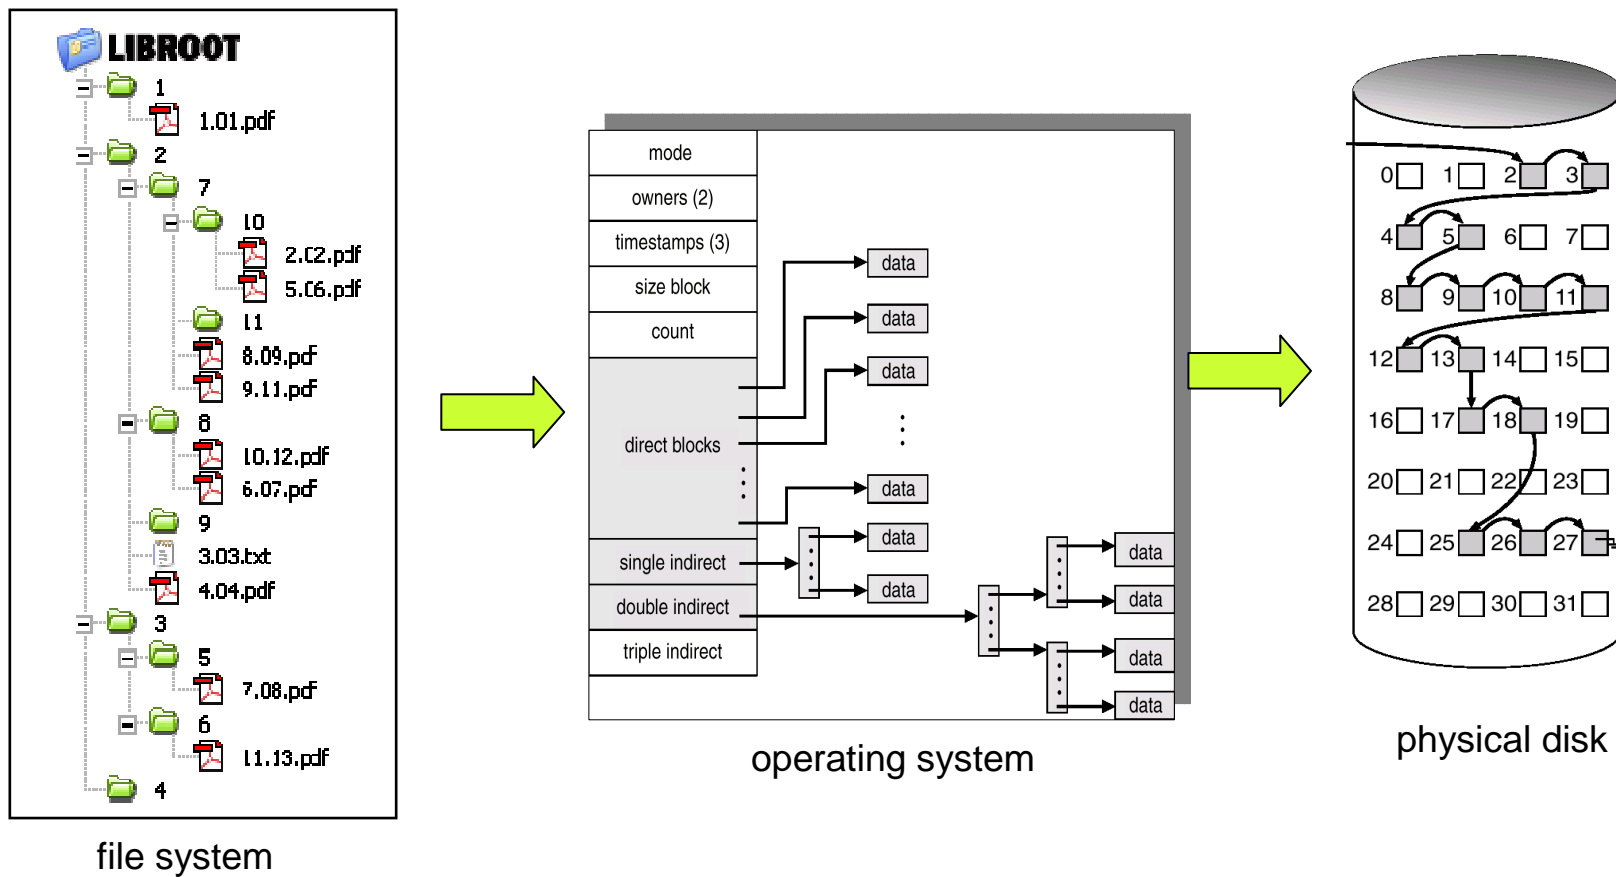 LIBROOT
1
1.01.pdf
2
7
10
2.02.pdf
5.06.pdf
11
8.09.pdf
9.11.pdf
8
10.12.pdf
6.07.pdf
9
3.03.txt
4.04.pdf
3
5
7.08.pdf
6
11.13.pdf
4
file system
mode
owners (2)
timestamps (3)
size block
count
direct blocks
single indirect
double indirect
triple indirect
data
data
data
data
data
data
data
data
data
data
operating system
0 1 2 3
4 5 6 7
8 9 10 11
12 13 14 15
16 17 18 19
20 21 22 23
24 25 26 27
28 29 30 31
physical disk